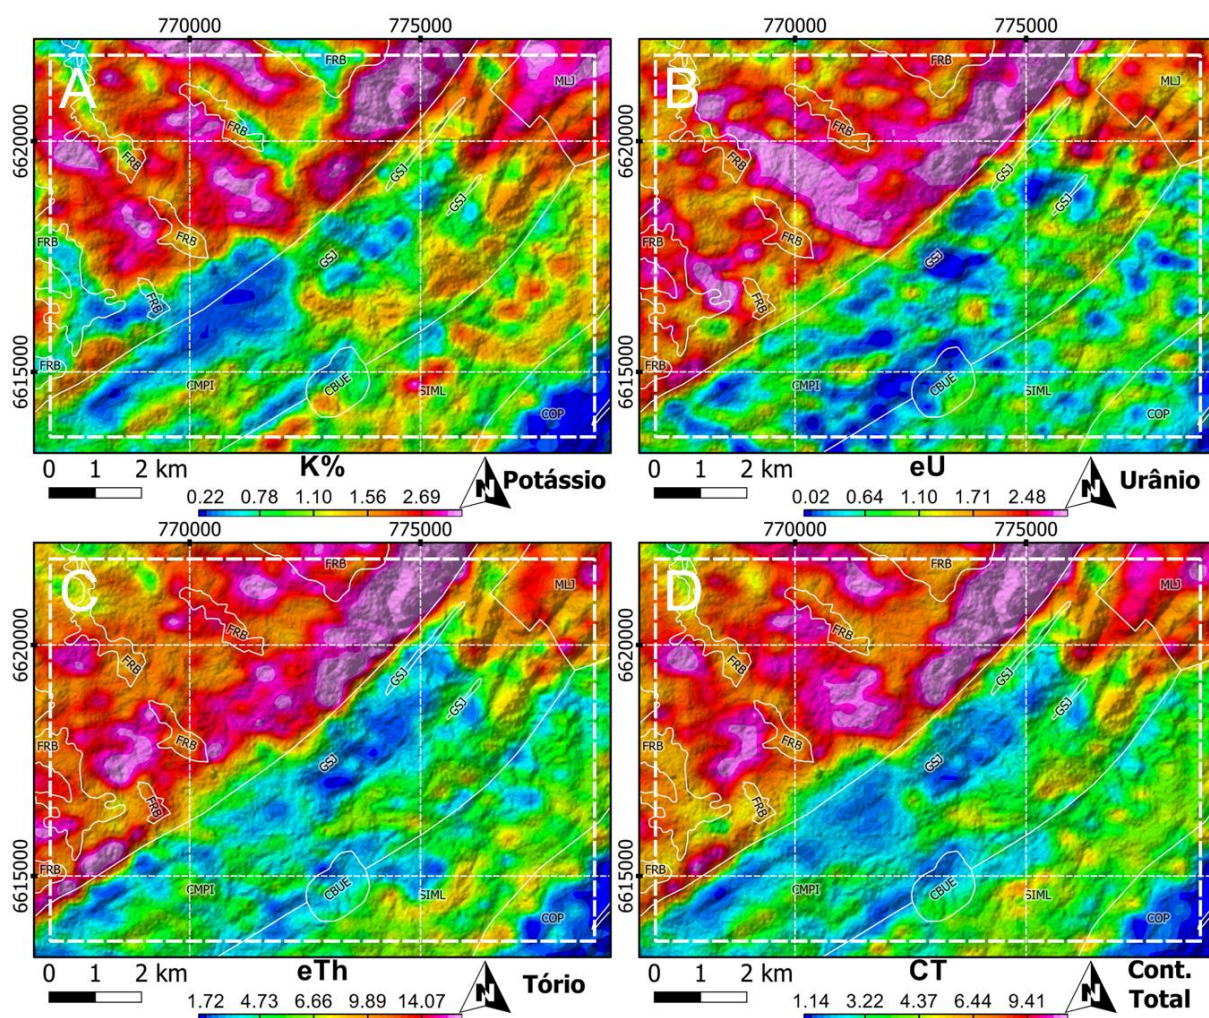 770000 775000
770000 775000
6620000
6615000
A
FRB
MLJ
FRB
FRB
GSJ
GSJ
FRB
FRB
GSJ
FRB
FRB
CMPI
CBUE
SIML
COP
B
FRB
MLJ
FRB
FRB
GSJ
GSJ
FRB
FRB
GSJ
FRB
FRB
CMPI
CBUE
SIML
COP
6620000
6615000
0 1 2 km
K%
N
Potássio
0.22 0.78 1.10 1.56 2.69
0 1 2 km
eU
N
Urânio
0.02 0.64 1.10 1.71 2.48
770000 775000
770000 775000
6620000
6615000
C
FRB
MLJ
FRB
FRB
GSJ
GSJ
FRB
FRB
GSJ
FRB
FRB
CMPI
CBUE
SIML
COP
D
FRB
MLJ
FRB
FRB
GSJ
GSJ
FRB
FRB
GSJ
FRB
FRB
CMPI
CBUE
SIML
COP
6620000
6615000
0 1 2 km
eTh
N
Tório
1.72 4.73 6.66 9.89 14.07
0 1 2 km
CT
N
Cont.
Total
1.14 3.22 4.37 6.44 9.41